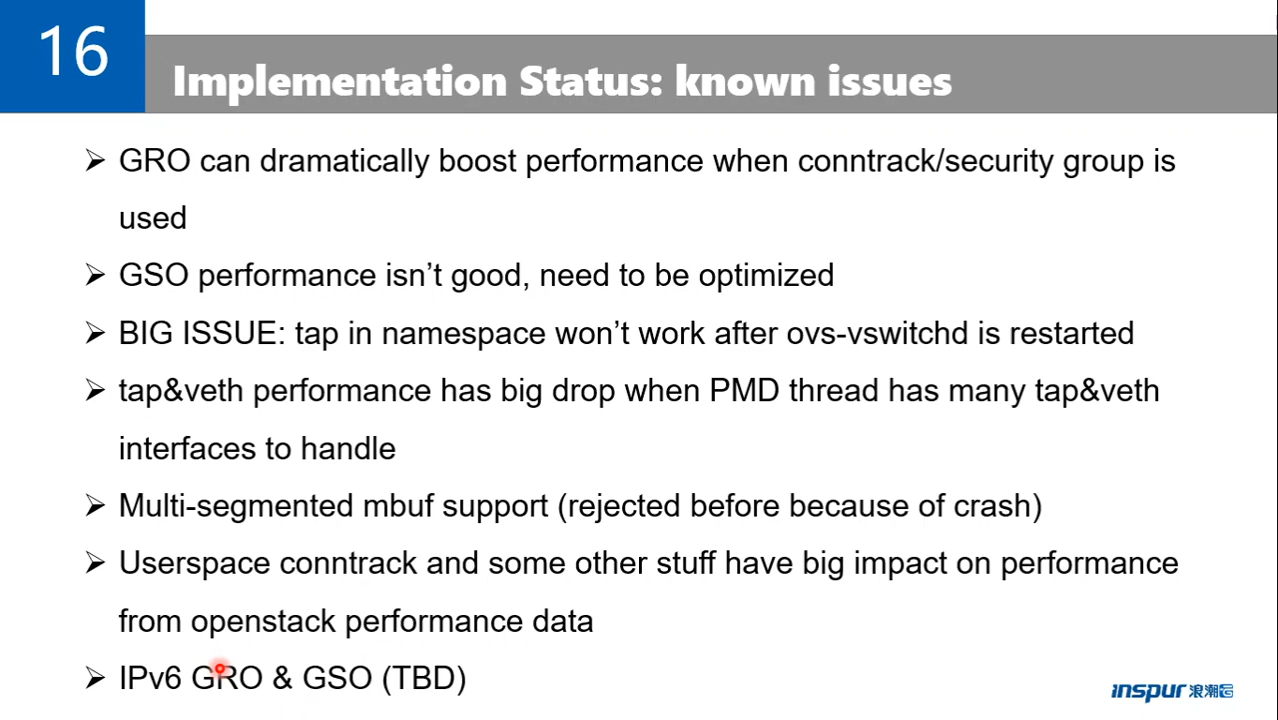 16
Implementation Status: known issues
➢ GRO can dramatically boost performance when conntrack/security group is
used
➢ GSO performance isn’t good, need to be optimized
➢ BIG ISSUE: tap in namespace won’t work after ovs-vswitchd is restarted
➢ tap&veth performance has big drop when PMD thread has many tap&veth
interfaces to handle
➢ Multi-segmented mbuf support (rejected before because of crash)
➢ Userspace conntrack and some other stuff have big impact on performance
from openstack performance data
➢ IPv6 GRO & GSO (TBD)
inspur 浪潮